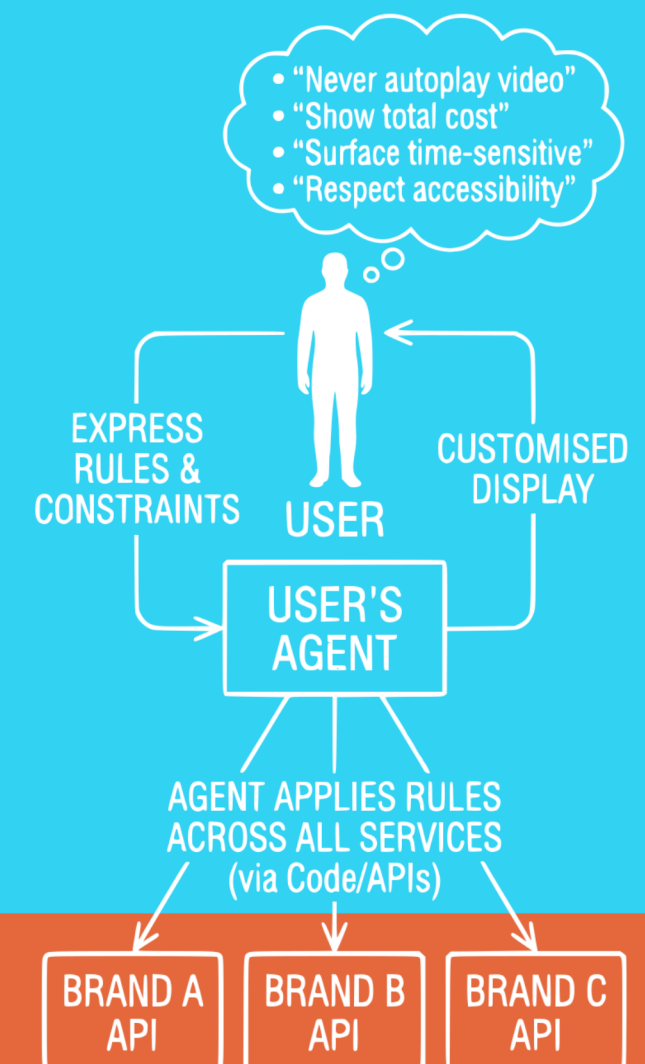 • “Never autoplay video”
• “Show total cost”
• “Surface time-sensitive”
• “Respect accessibility”
EXPRESS
RULES &
CONSTRAINTS
CUSTOMISED
DISPLAY
USER
USER'S
AGENT
AGENT APPLIES RULES
ACROSS ALL SERVICES
(via Code/APIs)
BRAND A
API
BRAND B
API
BRAND C
API